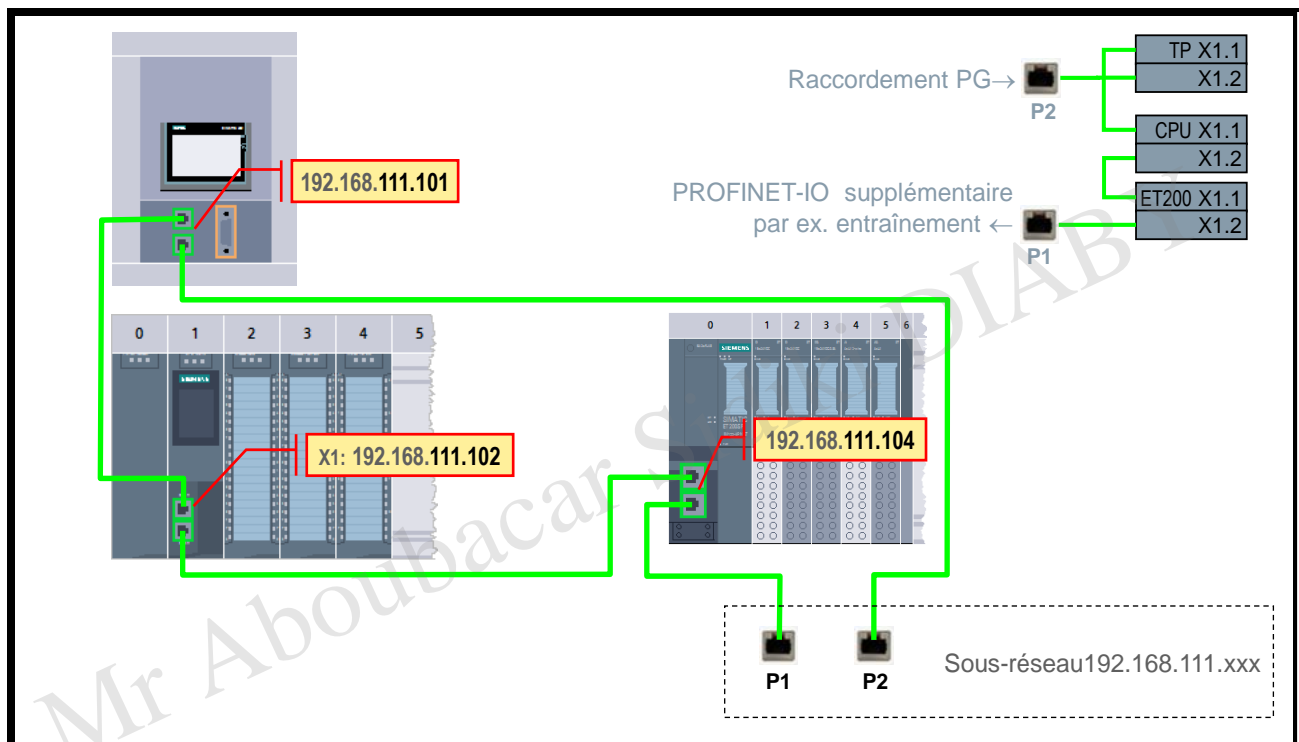 TP X1.1
X1.2
Raccordement PG→
P2
CPU X1.1
X1.2
192.168.111.101
PROFINET-IO supplémentaire
par ex. entraînement ←
P1
ET200 X1.1
X1.2
0 1 2 3 4 5
0 1 2 3 4 5 6
SIEMENS
SIEMENS
X1: 192.168.111.102
192.168.111.104
P1
P2
Sous-réseau192.168.111.xxx
Mr Aboubacar Sidiki DIABY